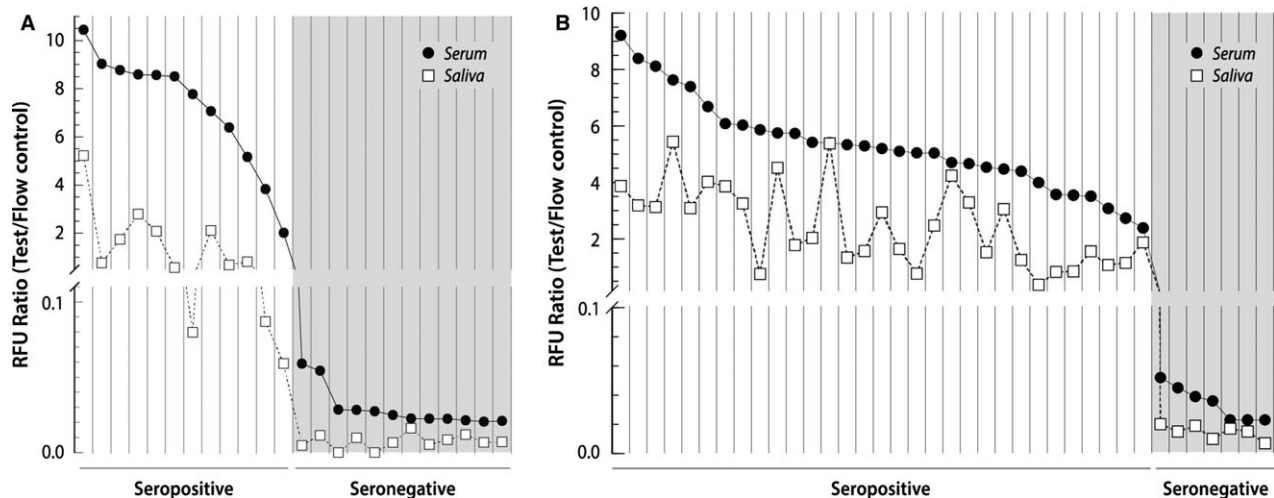 A
RFU Ratio (Test/Flow control)
10
8
6
4
2
0.1
0.0
Serum
Saliva
Seropositive
Seronegative
B
RFU Ratio (Test/Flow control)
10
8
6
4
2
0.1
0.0
Serum
Saliva
Seropositive
Seronegative